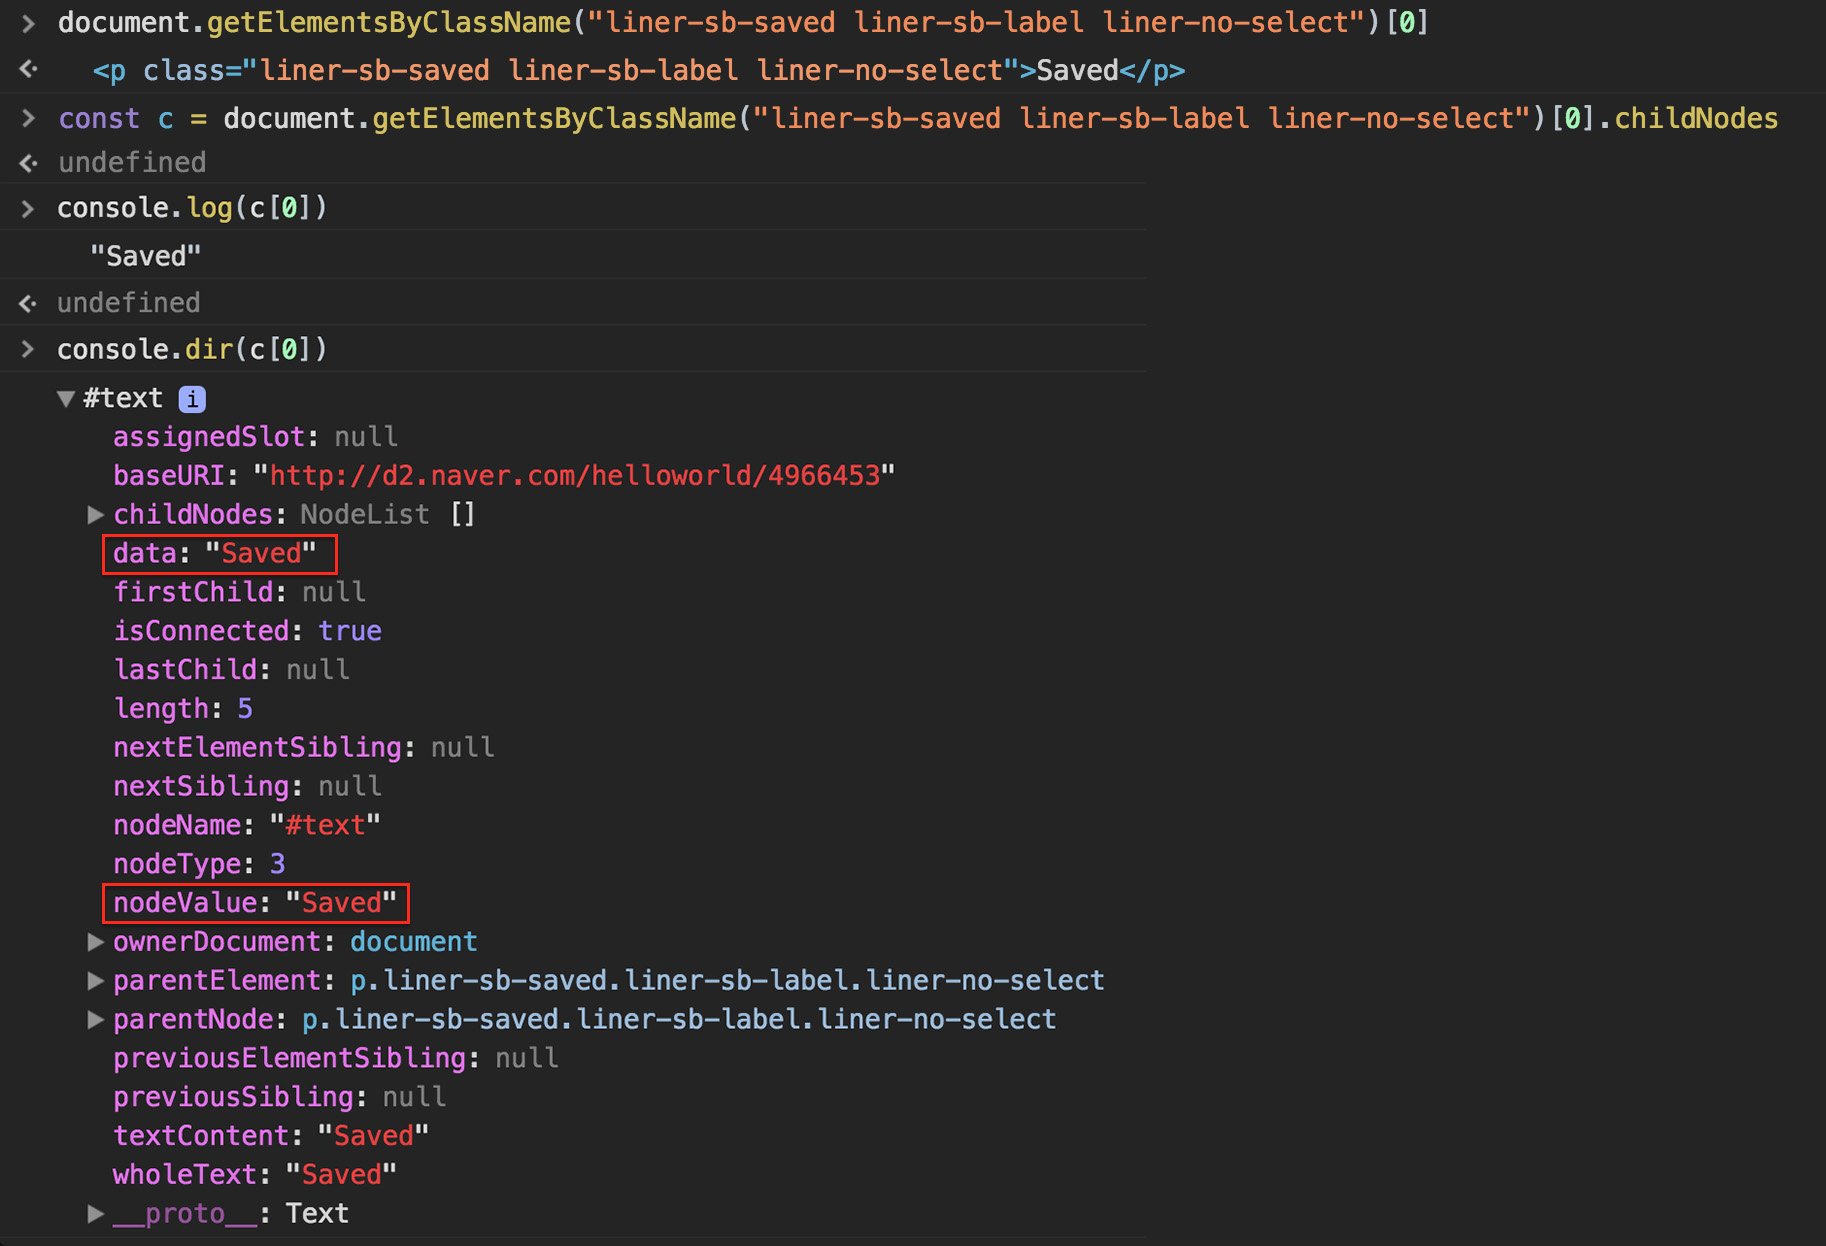 document.getElementsByClassName("liner-sb-saved liner-sb-label liner-no-select")[0]
<p class="liner-sb-saved liner-sb-label liner-no-select">Saved</p>
const c = document.getElementsByClassName("liner-sb-saved liner-sb-label liner-no-select")[0].childNodes
undefined
console.log(c[0])
"Saved"
undefined
console.dir(c[0])
#text i
assignedSlot: null
baseURI: "http://d2.naver.com/helloworld/4966453"
childNodes: NodeList []
data: "Saved"
firstChild: null
isConnected: true
lastChild: null
length: 5
nextElementSibling: null
nextSibling: null
nodeName: "#text"
nodeType: 3
nodeValue: "Saved"
ownerDocument: document
parentElement: p.liner-sb-saved.liner-sb-label.liner-no-select
parentNode: p.liner-sb-saved.liner-sb-label.liner-no-select
previousElementSibling: null
previousSibling: null
textContent: "Saved"
wholeText: "Saved"
__proto__: Text